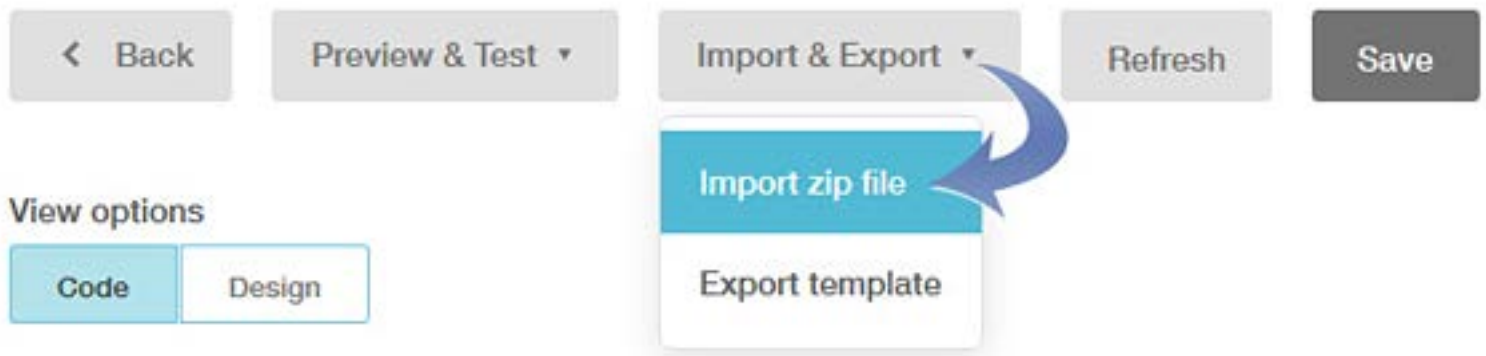 Back
Preview & Test
Import & Export
Refresh
Save
Import zip file
View options
Code
Design
Export template